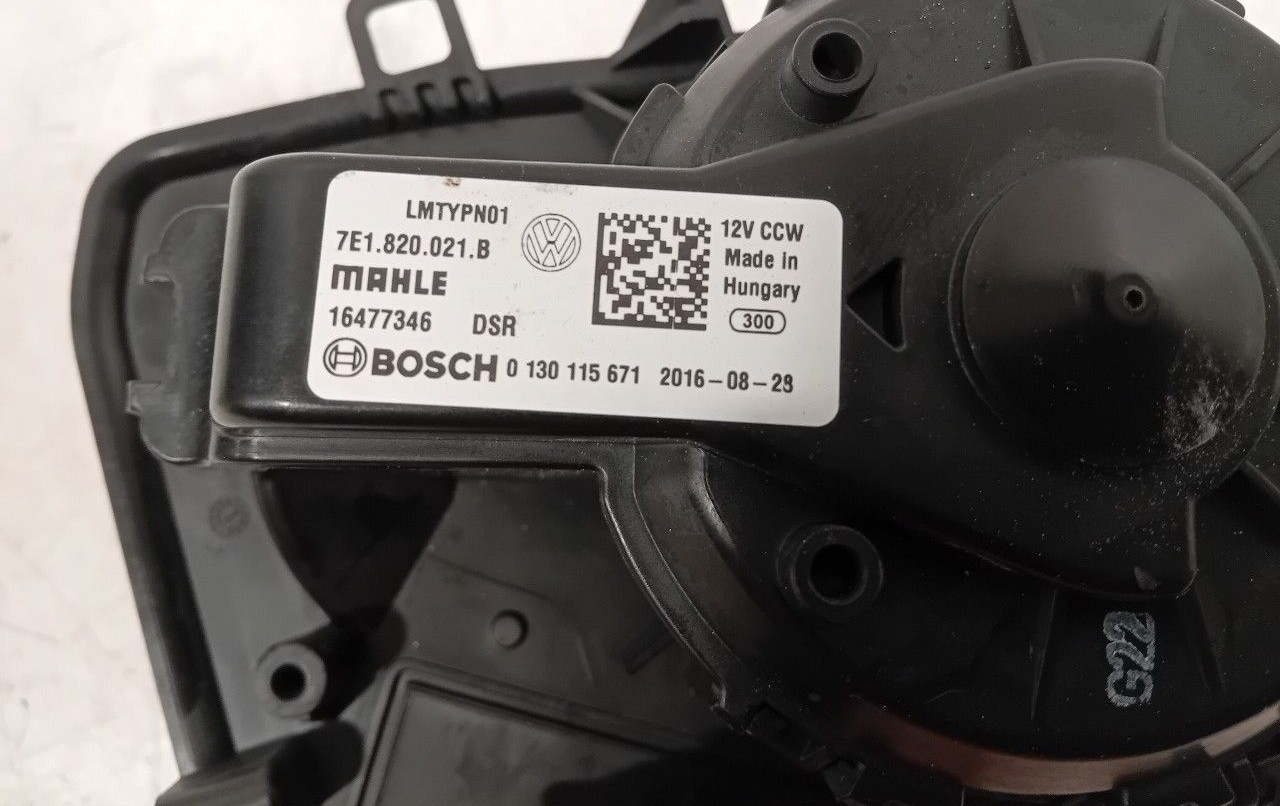 LMTYPN01
7E1.820.021.B
MAHLE
16477346 DSR
BOSCH 0 130 115 671 2016-08-23
12V CCW
Made in
Hungary
300
G22